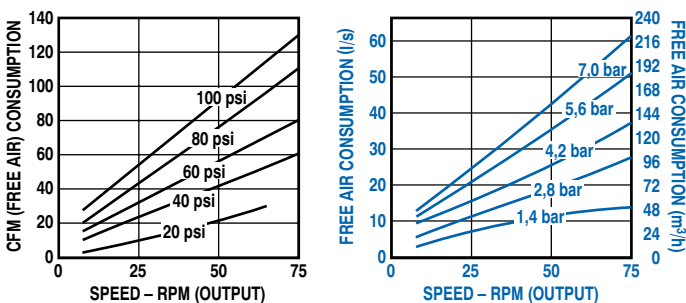 CFM (FREE AIR) CONSUMPTION
140
120
100
80
60
40
20
0
100 psi
80 psi
60 psi
40 psi
20 psi
0 25 50 75
SPEED – RPM (OUTPUT)
FREE AIR CONSUMPTION (l/s)
60
50
40
30
20
10
0
7,0 bar
5,6 bar
4,2 bar
2,8 bar
1,4 bar
240
216
192
168
144
120
96
72
48
24
0
FREE AIR CONSUMPTION (m³/h)
0 25 50 75
SPEED – RPM (OUTPUT)